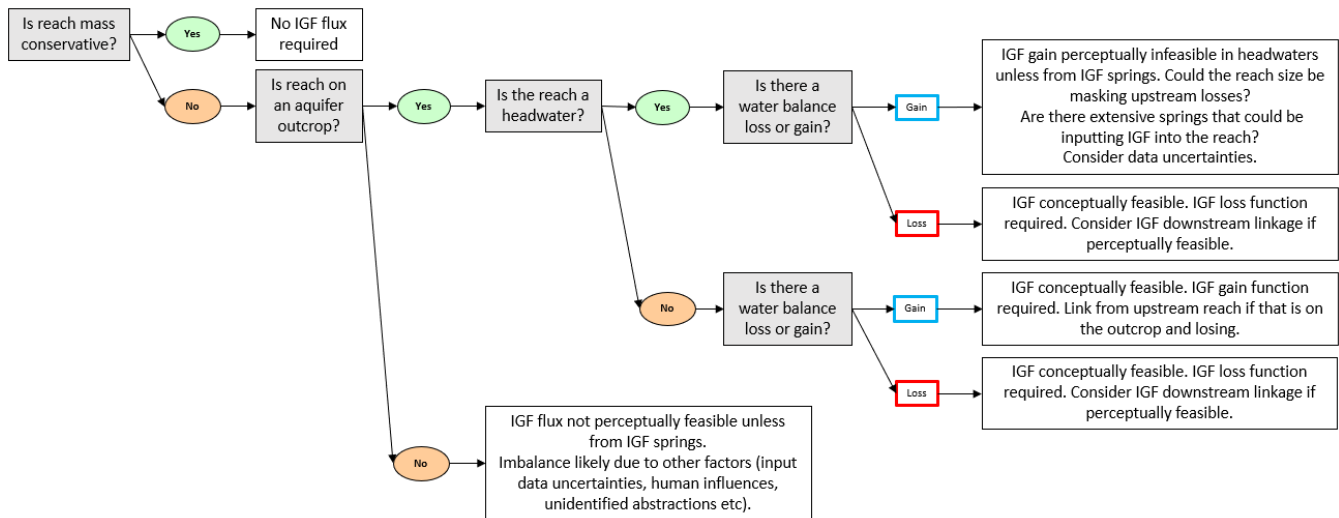 Is reach mass
conservative?
Yes
No IGF flux
required
No
Is reach on
an aquifer
outcrop?
Yes
Is the reach a
headwater?
Yes
Is there a
water balance
loss or gain?
Gain
IGF gain perceptually infeasible in headwaters
unless from IGF springs. Could the reach size be
masking upstream losses?
Are there extensive springs that could be
inputting IGF into the reach?
Consider data uncertainties.
Loss
IGF conceptually feasible. IGF loss function
required. Consider IGF downstream linkage if
perceptually feasible.
No
Is there a
water balance
loss or gain?
Gain
IGF conceptually feasible. IGF gain function
required. Link from upstream reach if that is on
the outcrop and losing.
Loss
IGF conceptually feasible. IGF loss function
required. Consider IGF downstream linkage if
perceptually feasible.
No
IGF flux not perceptually feasible unless
from IGF springs.
Imbalance likely due to other factors (input
data uncertainties, human influences,
unidentified abstractions etc).